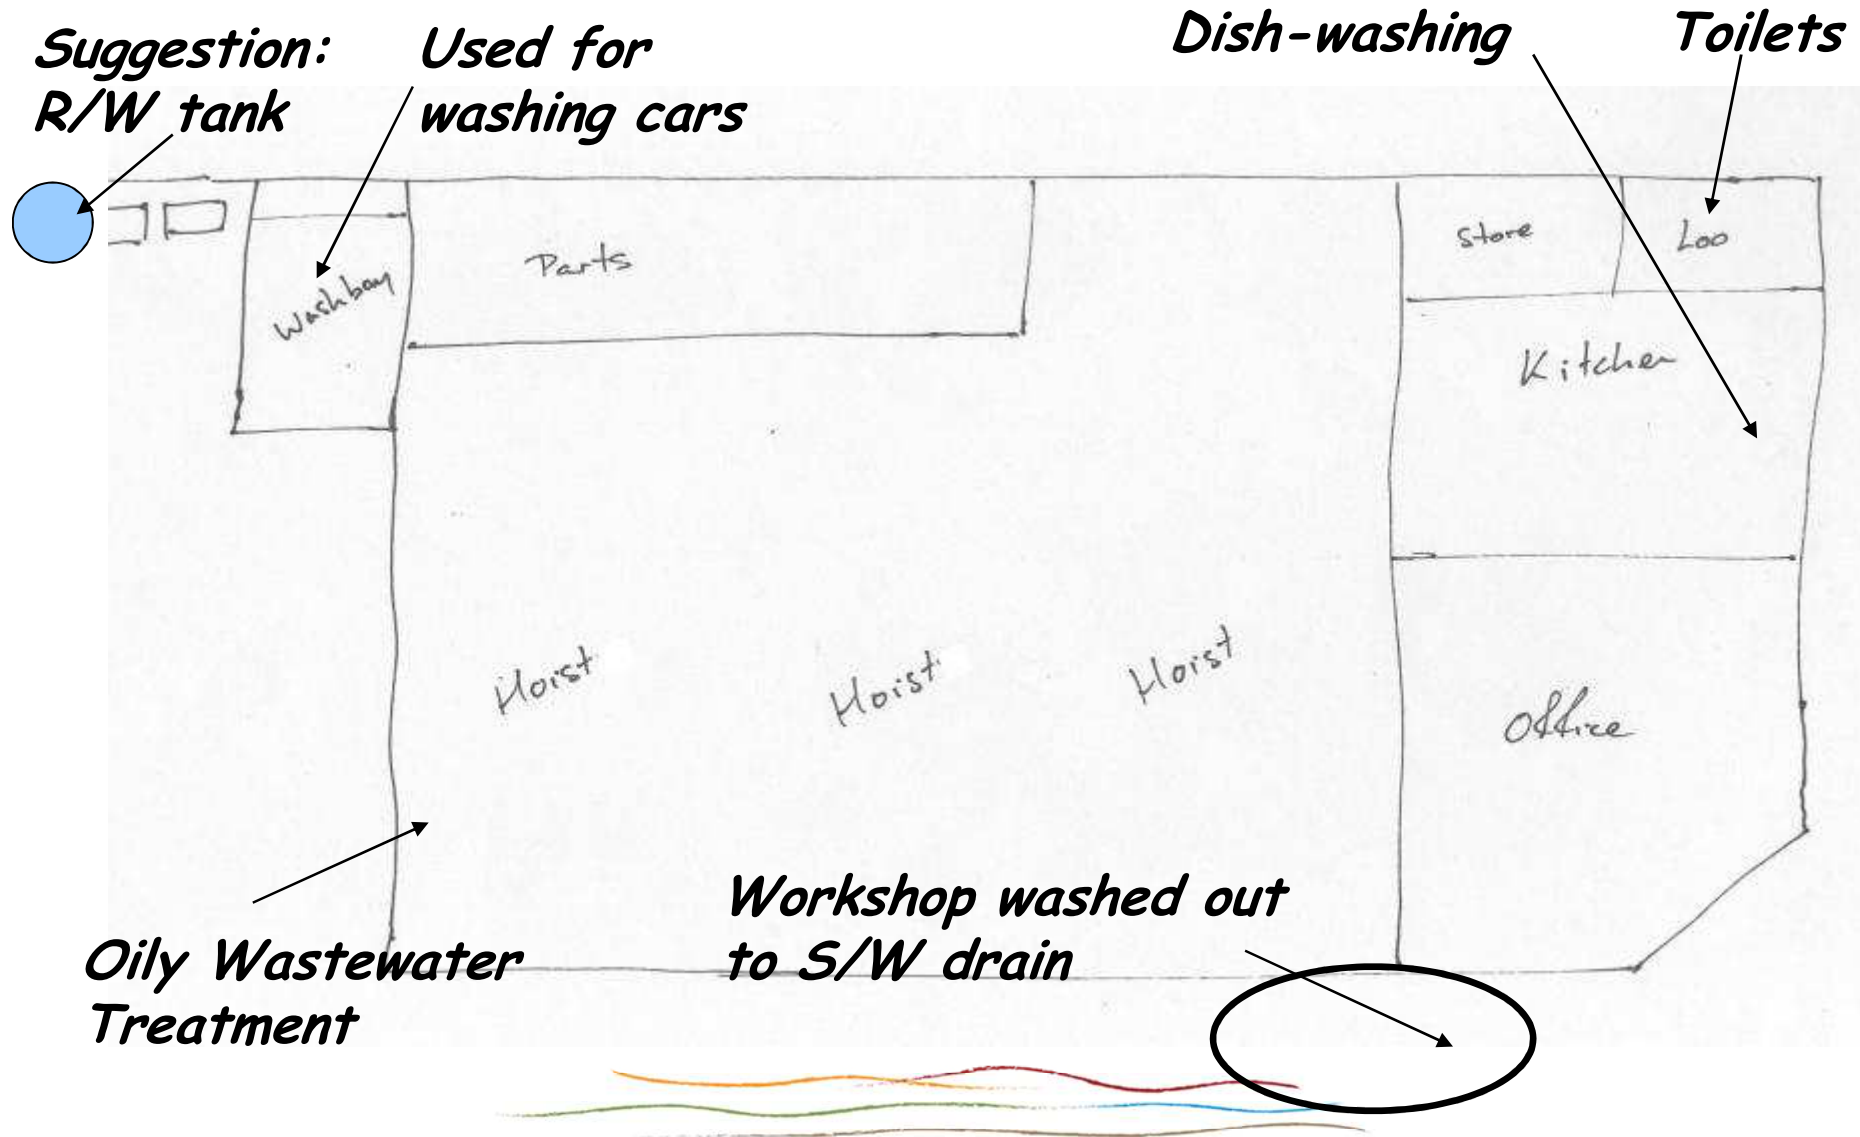 Suggestion:
R/W tank
Used for
washing cars
Dish-washing
Toilets
Washbay
Parts
Store
Loo
Kitchen
Hoist
Hoist
Hoist
Office
Oily Wastewater
Treatment
Workshop washed out
to S/W drain